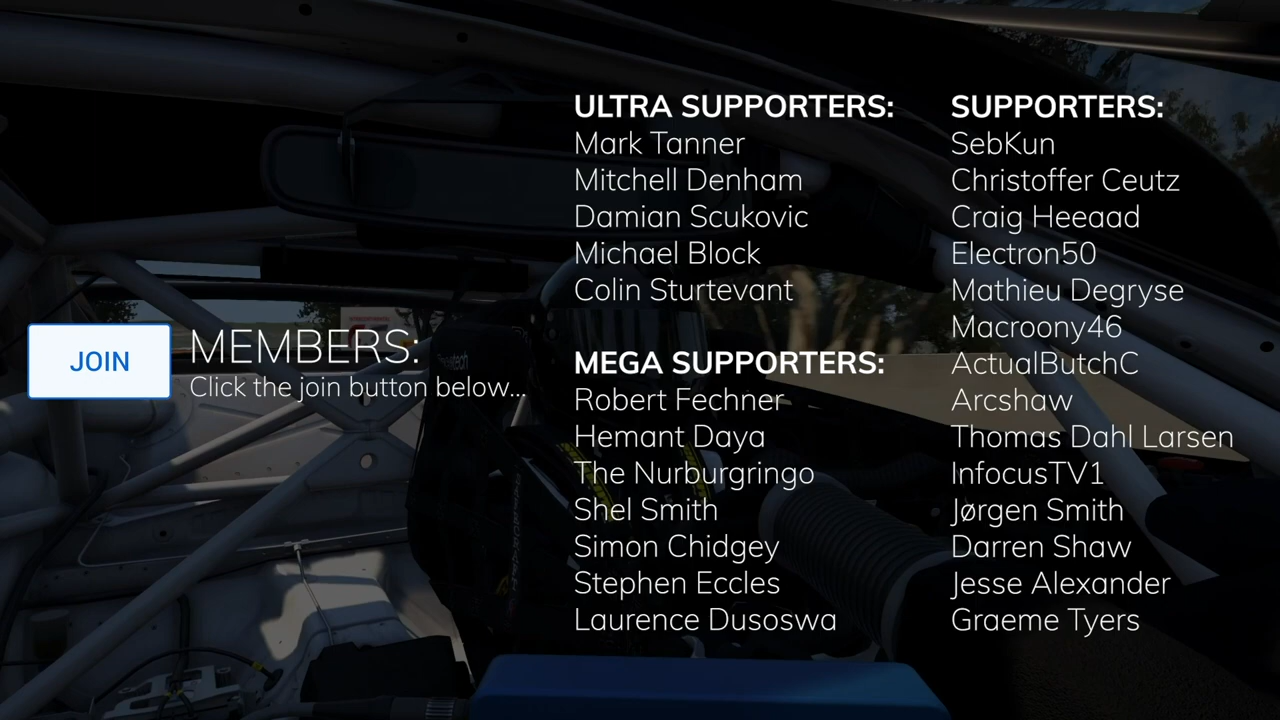 JOIN
MEMBERS:
Click the join button below...
ULTRA SUPPORTERS:
Mark Tanner
Mitchell Denham
Damian Scukovic
Michael Block
Colin Sturtevant
MEGA SUPPORTERS:
Robert Fechner
Hemant Daya
The Nurburgringo
Shel Smith
Simon Chidgey
Stephen Eccles
Laurence Dusoswa
SUPPORTERS:
SebKun
Christoffer Ceutz
Craig Heeaad
Electron50
Mathieu Degryse
Macroony46
ActualButchC
Arcshaw
Thomas Dahl Larsen
InfocusTV1
Jørgen Smith
Darren Shaw
Jesse Alexander
Graeme Tyers